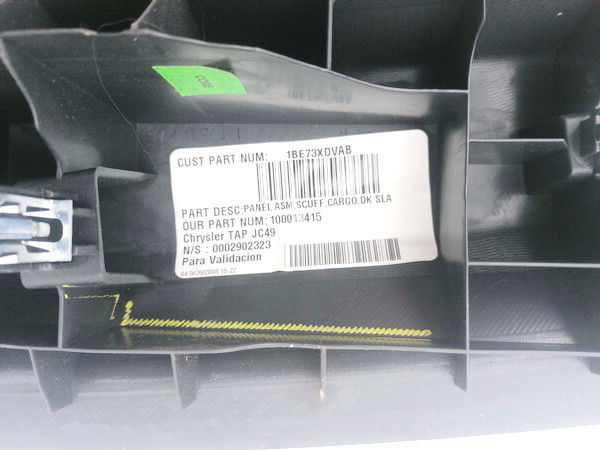 CUST PART NUM: 1BE73XDVAB
PART DESC:PANEL ASM SCUFF CARGO,DK SLA
OUR PART NUM: 100013415
Chrysler TAP JC49
N/S : 0002902323
Para Validacion